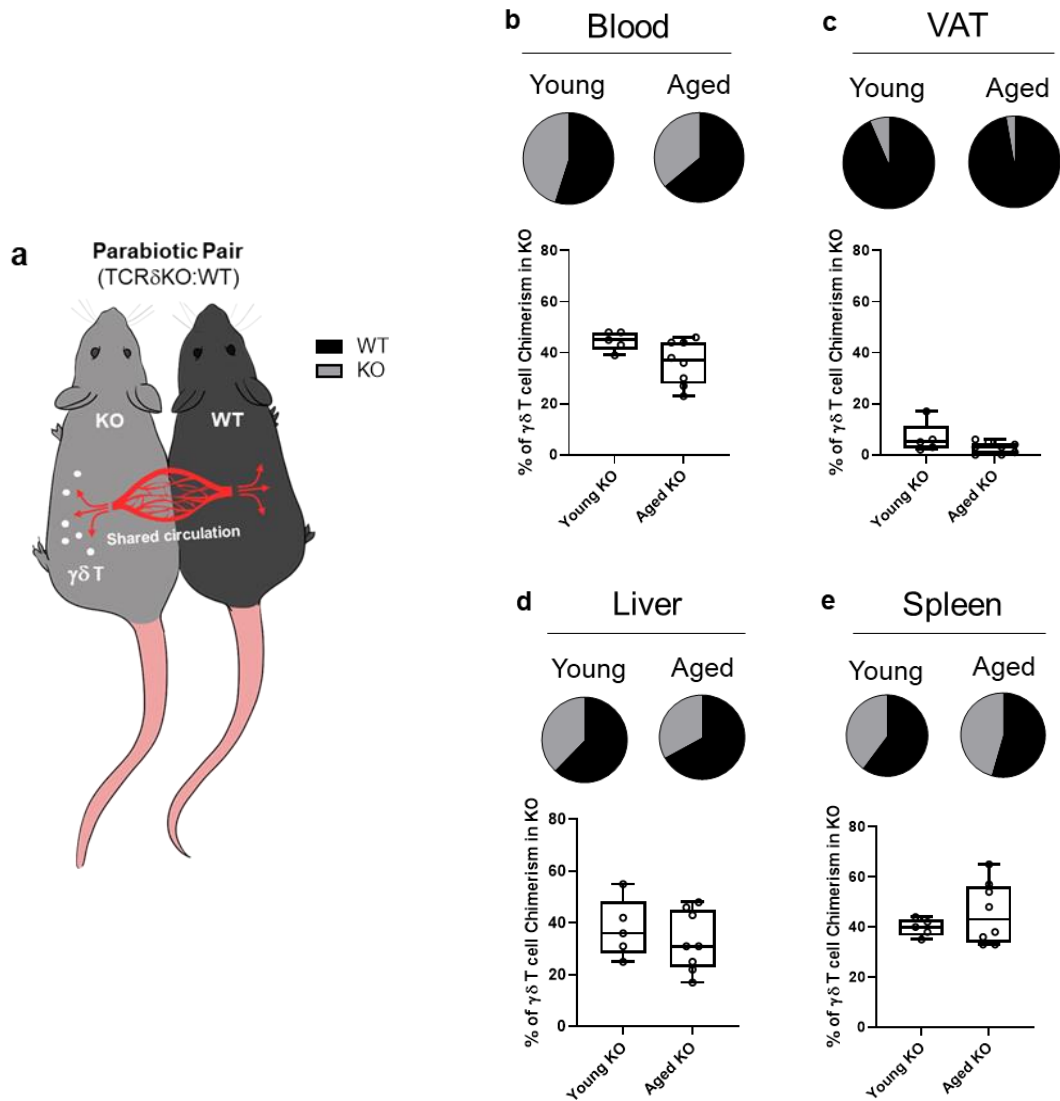 a
Parabiotic Pair
(TCRδKO:WT)
WT
KO
KO
WT
Shared circulation
γδ T
b
Blood
Young
Aged
% of γδ T cell Chimerism in KO
80
60
40
20
0
Young KO
Aged KO
c
VAT
Young
Aged
% of γδ T cell Chimerism in KO
80
60
40
20
0
Young KO
Aged KO
d
Liver
Young
Aged
% of γδ T cell Chimerism in KO
80
60
40
20
0
Young KO
Aged KO
e
Spleen
Young
Aged
% of γδ T cell Chimerism in KO
80
60
40
20
0
Young KO
Aged KO